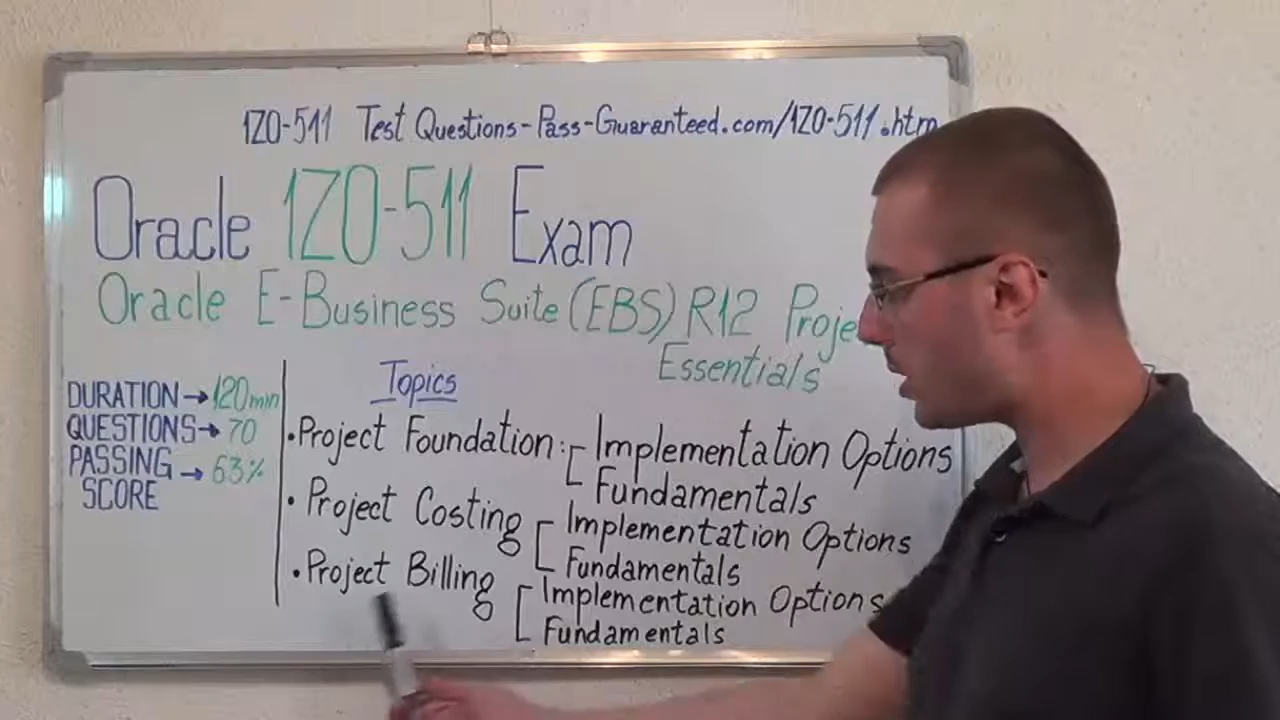 1Z0-511 Test Questions-Pass-Guaranteed.com/1Z0-511.htm
Oracle 1Z0-511 Exam
Oracle E-Business Suite (EBS) R12 Proje
Essentials
DURATION → 120min
QUESTIONS → 70
PASSING → 63%
SCORE
Topics
• Project Foundation: Implementation Options
Fundamentals
• Project Costing Implementation Options
Fundamentals
• Project Billing Implementation Options
Fundamentals